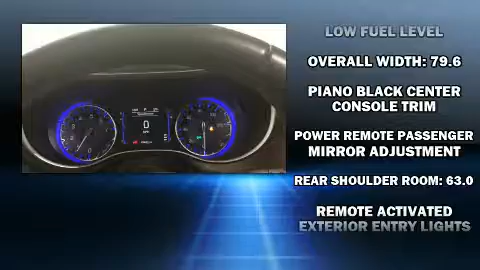 LOW FUEL LEVEL
OVERALL WIDTH: 79.6
PIANO BLACK CENTER
CONSOLE TRIM
POWER REMOTE PASSENGER
MIRROR ADJUSTMENT
REAR SHOULDER ROOM: 63.0
REMOTE ACTIVATED
EXTERIOR ENTRY LIGHTS
0